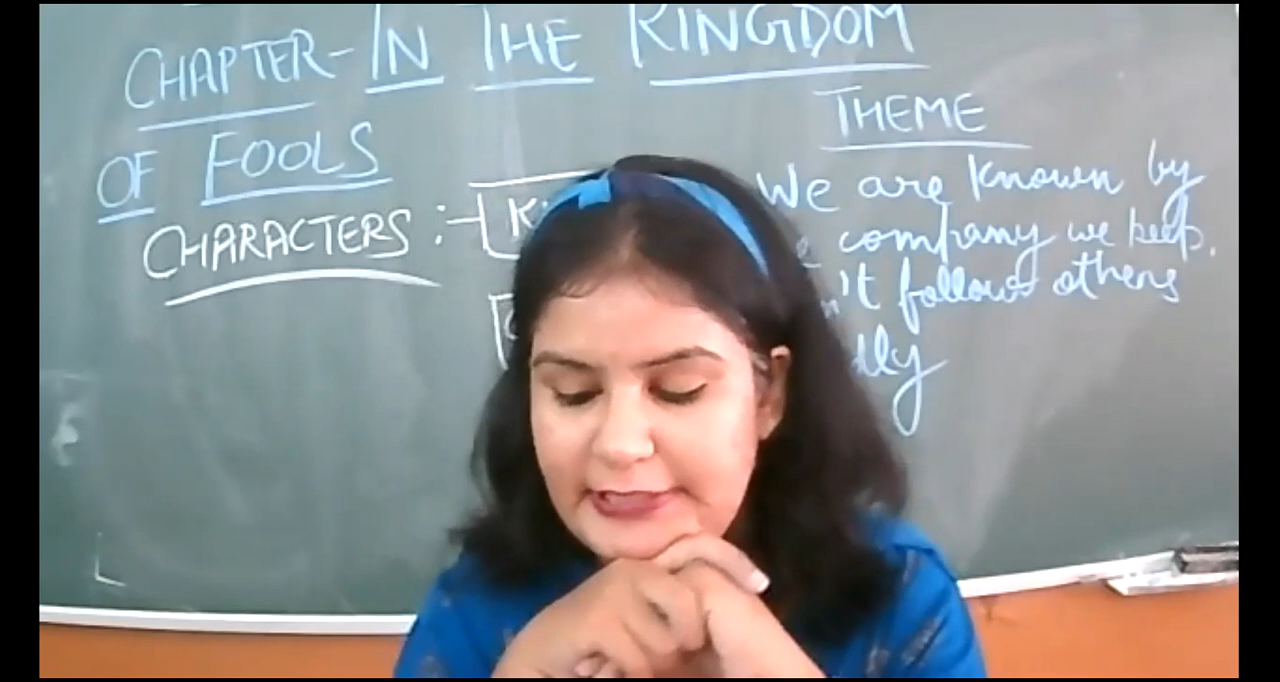 CHAPTER- IN THE KINGDOM
OF FOOLS
CHARACTERS :-
THEME
We are known by
company we keep.
n't follow others